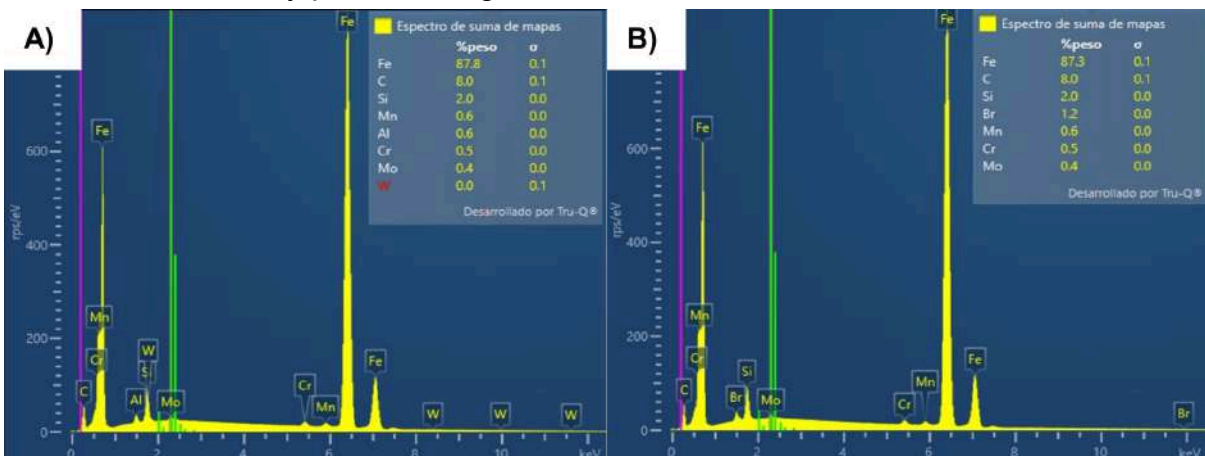 A)
Espectro de suma de mapas
%peso σ
Fe 87.8 0.1
C 8.0 0.1
Si 2.0 0.0
Mn 0.6 0.0
Al 0.6 0.0
Cr 0.5 0.0
Mo 0.4 0.0
W 0.0 0.1
Desarrollado por Tru-Q®
rps/eV
600
400
200
0
Fe
Mn
Cr
C
W
Si
Al
Mo
Cr
Mn
Fe
Fe
W
W
W
0 2 4 6 8 10 keV
B)
Espectro de suma de mapas
%peso σ
Fe 87.3 0.1
C 8.0 0.1
Si 2.0 0.0
Br 1.2 0.0
Mn 0.6 0.0
Cr 0.5 0.0
Mo 0.4 0.0
Desarrollado por Tru-Q®
rps/eV
600
400
200
0
Fe
Mn
Cr
C
Si
Br
Mo
Cr
Mn
Fe
Br
0 2 4 6 8 10 keV